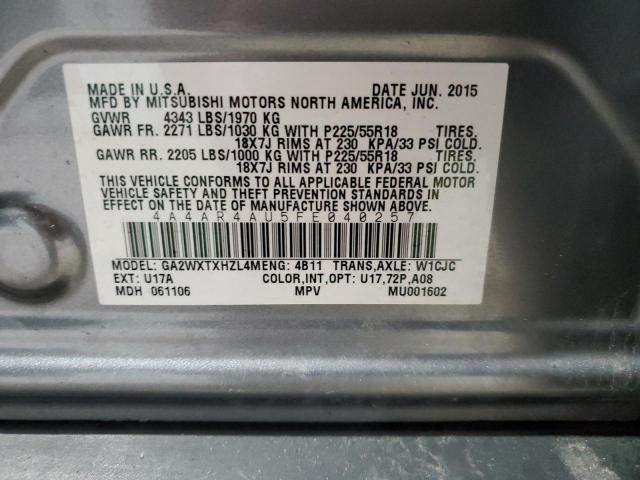 MADE IN U.S.A. DATE JUN. 2015
MFD BY MITSUBISHI MOTORS NORTH AMERICA, INC.
GVWR 4343 LBS/1970 KG
GAWR FR. 2271 LBS/1030 KG WITH P225/55R18 TIRES.
18X7J RIMS AT 230 KPA/33 PSI COLD.
GAWR RR. 2205 LBS/1000 KG WITH P225/55R18 TIRES.
18X7J RIMS AT 230 KPA/33 PSI COLD.
THIS VEHICLE CONFORMS TO ALL APPLICABLE FEDERAL MOTOR
VEHICLE SAFETY AND THEFT PREVENTION STANDARDS IN
EFFECT ON THE DATE OF MANUFACTURE SHOWN ABOVE.
4A4AR4AU5FE040257
MODEL: GA2WXTXHZL4MENG: 4B11 TRANS,AXLE: W1CJC
EXT: U17A COLOR,INT,OPT: U17,72P,A08
MDH 061106 MPV MU001602